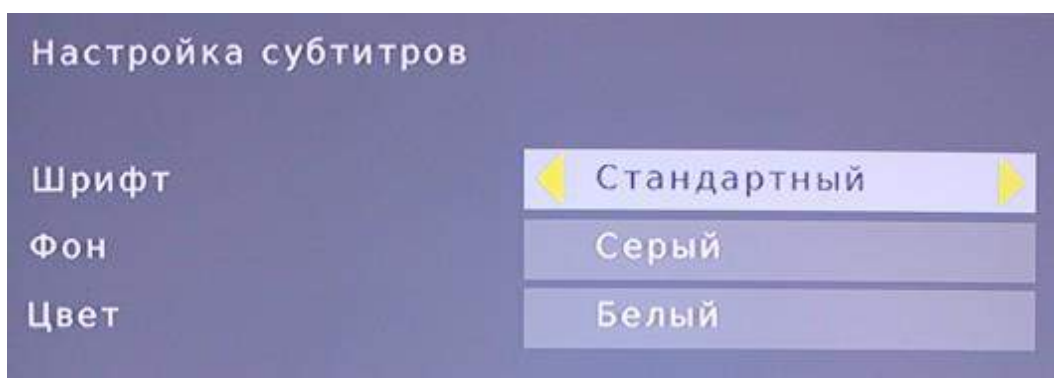 Настройка субтитров
Шрифт Стандартный
Фон Серый
Цвет Белый